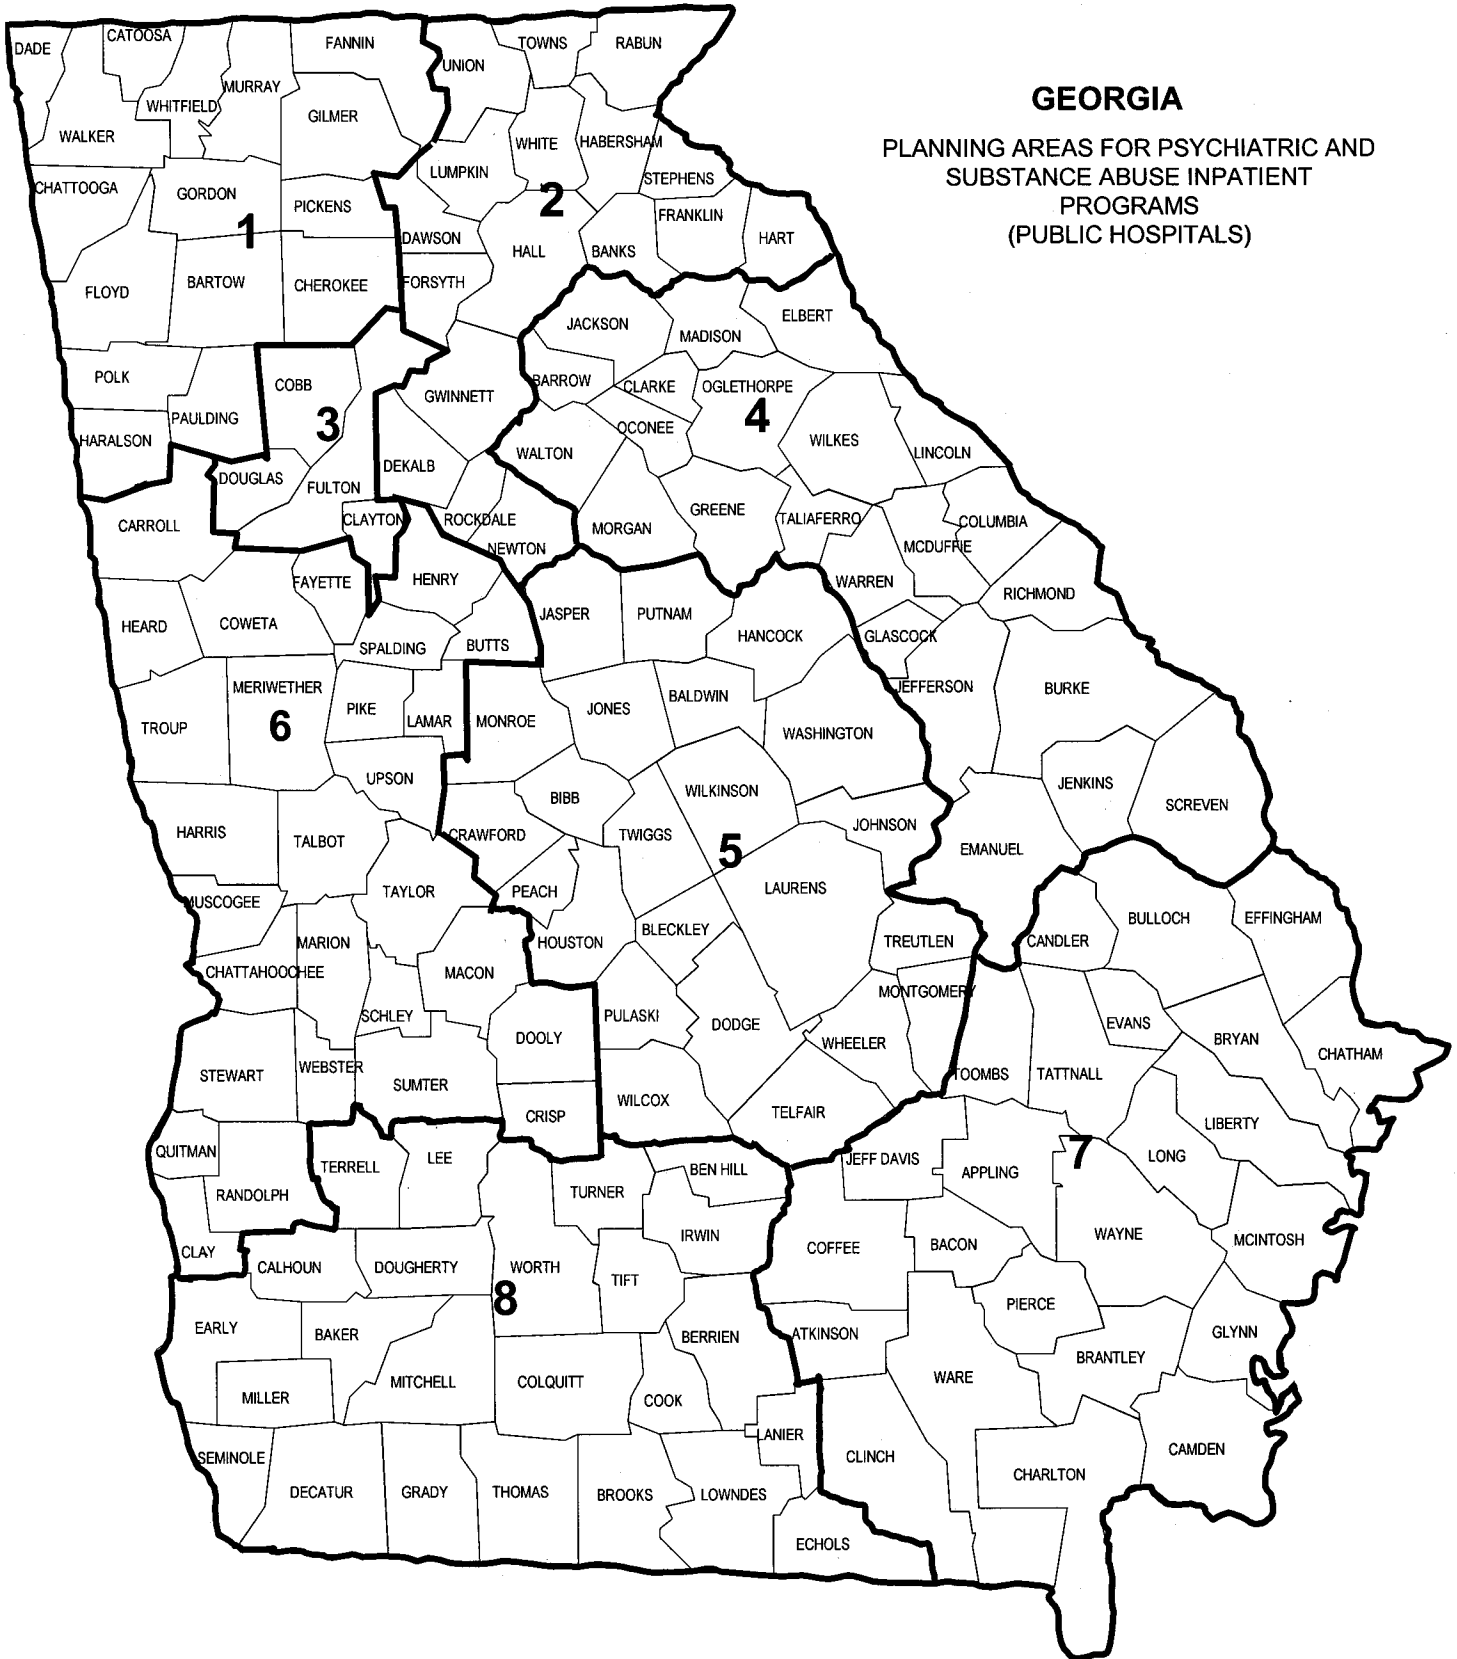 GEORGIA
PLANNING AREAS FOR PSYCHIATRIC AND
SUBSTANCE ABUSE INPATIENT
PROGRAMS
(PUBLIC HOSPITALS)
DADE
CATOOSA
FANNIN
UNION
TOWNS
RABUN
WALKER
WHITFIELD
MURRAY
GILMER
LUMPKIN
WHITE
HABERSHAM
STEPHENS
CHATTOOGA
GORDON
1
PICKENS
DAWSON
2
HALL
BANKS
FRANKLIN
HART
FLOYD
BARTOW
CHEROKEE
FORSYTH
JACKSON
MADISON
ELBERT
POLK
PAULDING
HARALSON
COBB
3
GWINNETT
BARROW
CLARKE
OGLETHORPE
4
OCONEE
WALTON
WILKES
LINCOLN
DOUGLAS
FULTON
DEKALB
CLAYTON
ROCKDALE
NEWTON
MORGAN
GREENE
TALIAFERRO
MCDUFFIE
COLUMBIA
CARROLL
FAYETTE
HENRY
WARREN
RICHMOND
HEARD
COWETA
SPALDING
BUTTS
JASPER
PUTNAM
HANCOCK
GLASCOCK
JEFFERSON
BURKE
TROUP
MERIWETHER
6
PIKE
LAMAR
MONROE
JONES
BALDWIN
WASHINGTON
UPSON
BIBB
WILKINSON
JENKINS
SCREVEN
HARRIS
TALBOT
CRAWFORD
TWIGGS
5
JOHNSON
EMANUEL
MUSCOGEE
TAYLOR
PEACH
LAURENS
CHATTAHOOCHEE
MARION
MACON
HOUSTON
BLECKLEY
TREUTLEN
CANDLER
BULLOCH
EFFINGHAM
SCHLEY
DOOLY
PULASKI
DODGE
MONTGOMERY
WHEELER
EVANS
BRYAN
CHATHAM
STEWART
WEBSTER
SUMTER
CRISP
WILCOX
TELFAIR
TOOMBS
TATTNALL
LIBERTY
QUITMAN
RANDOLPH
TERRELL
LEE
TURNER
BEN HILL
JEFF DAVIS
APPLING
7
LONG
CLAY
CALHOUN
DOUGHERTY
WORTH
8
TIFT
IRWIN
COFFEE
BACON
WAYNE
MCINTOSH
EARLY
BAKER
BERRIEN
ATKINSON
PIERCE
GLYNN
MILLER
MITCHELL
COLQUITT
COOK
WARE
BRANTLEY
SEMINOLE
DECATUR
GRADY
THOMAS
BROOKS
LOWNDES
LANIER
CLINCH
CHARLTON
CAMDEN
ECHOLS